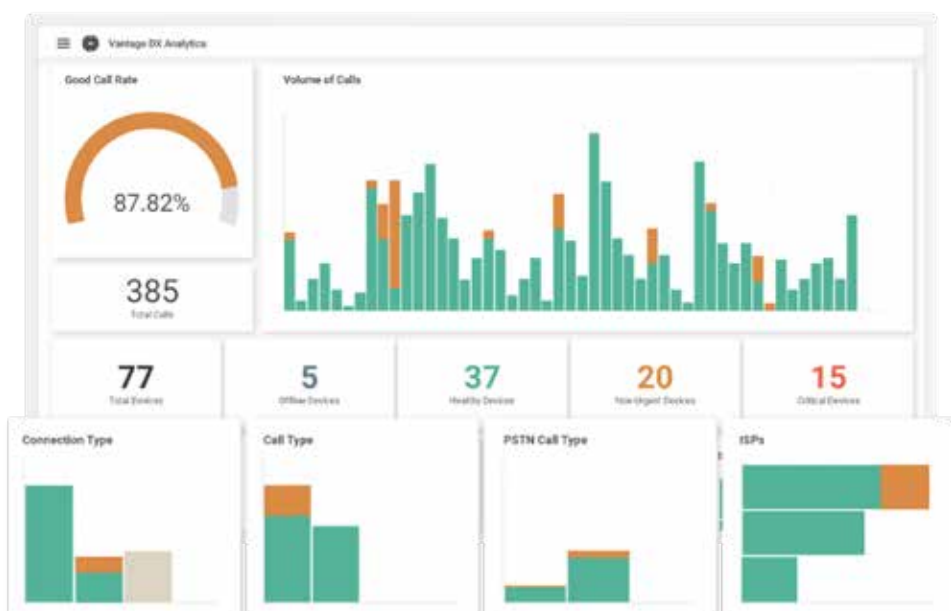 Vantage DX Analytics
Good Call Rate
Volume of Calls
87.82%
385
Total Calls
77
5
37
20
15
Total Devices
Offline Devices
Healthy Devices
Non-Urgent Devices
Critical Devices
Connection Type
Call Type
PSTN Call Type
ISPs